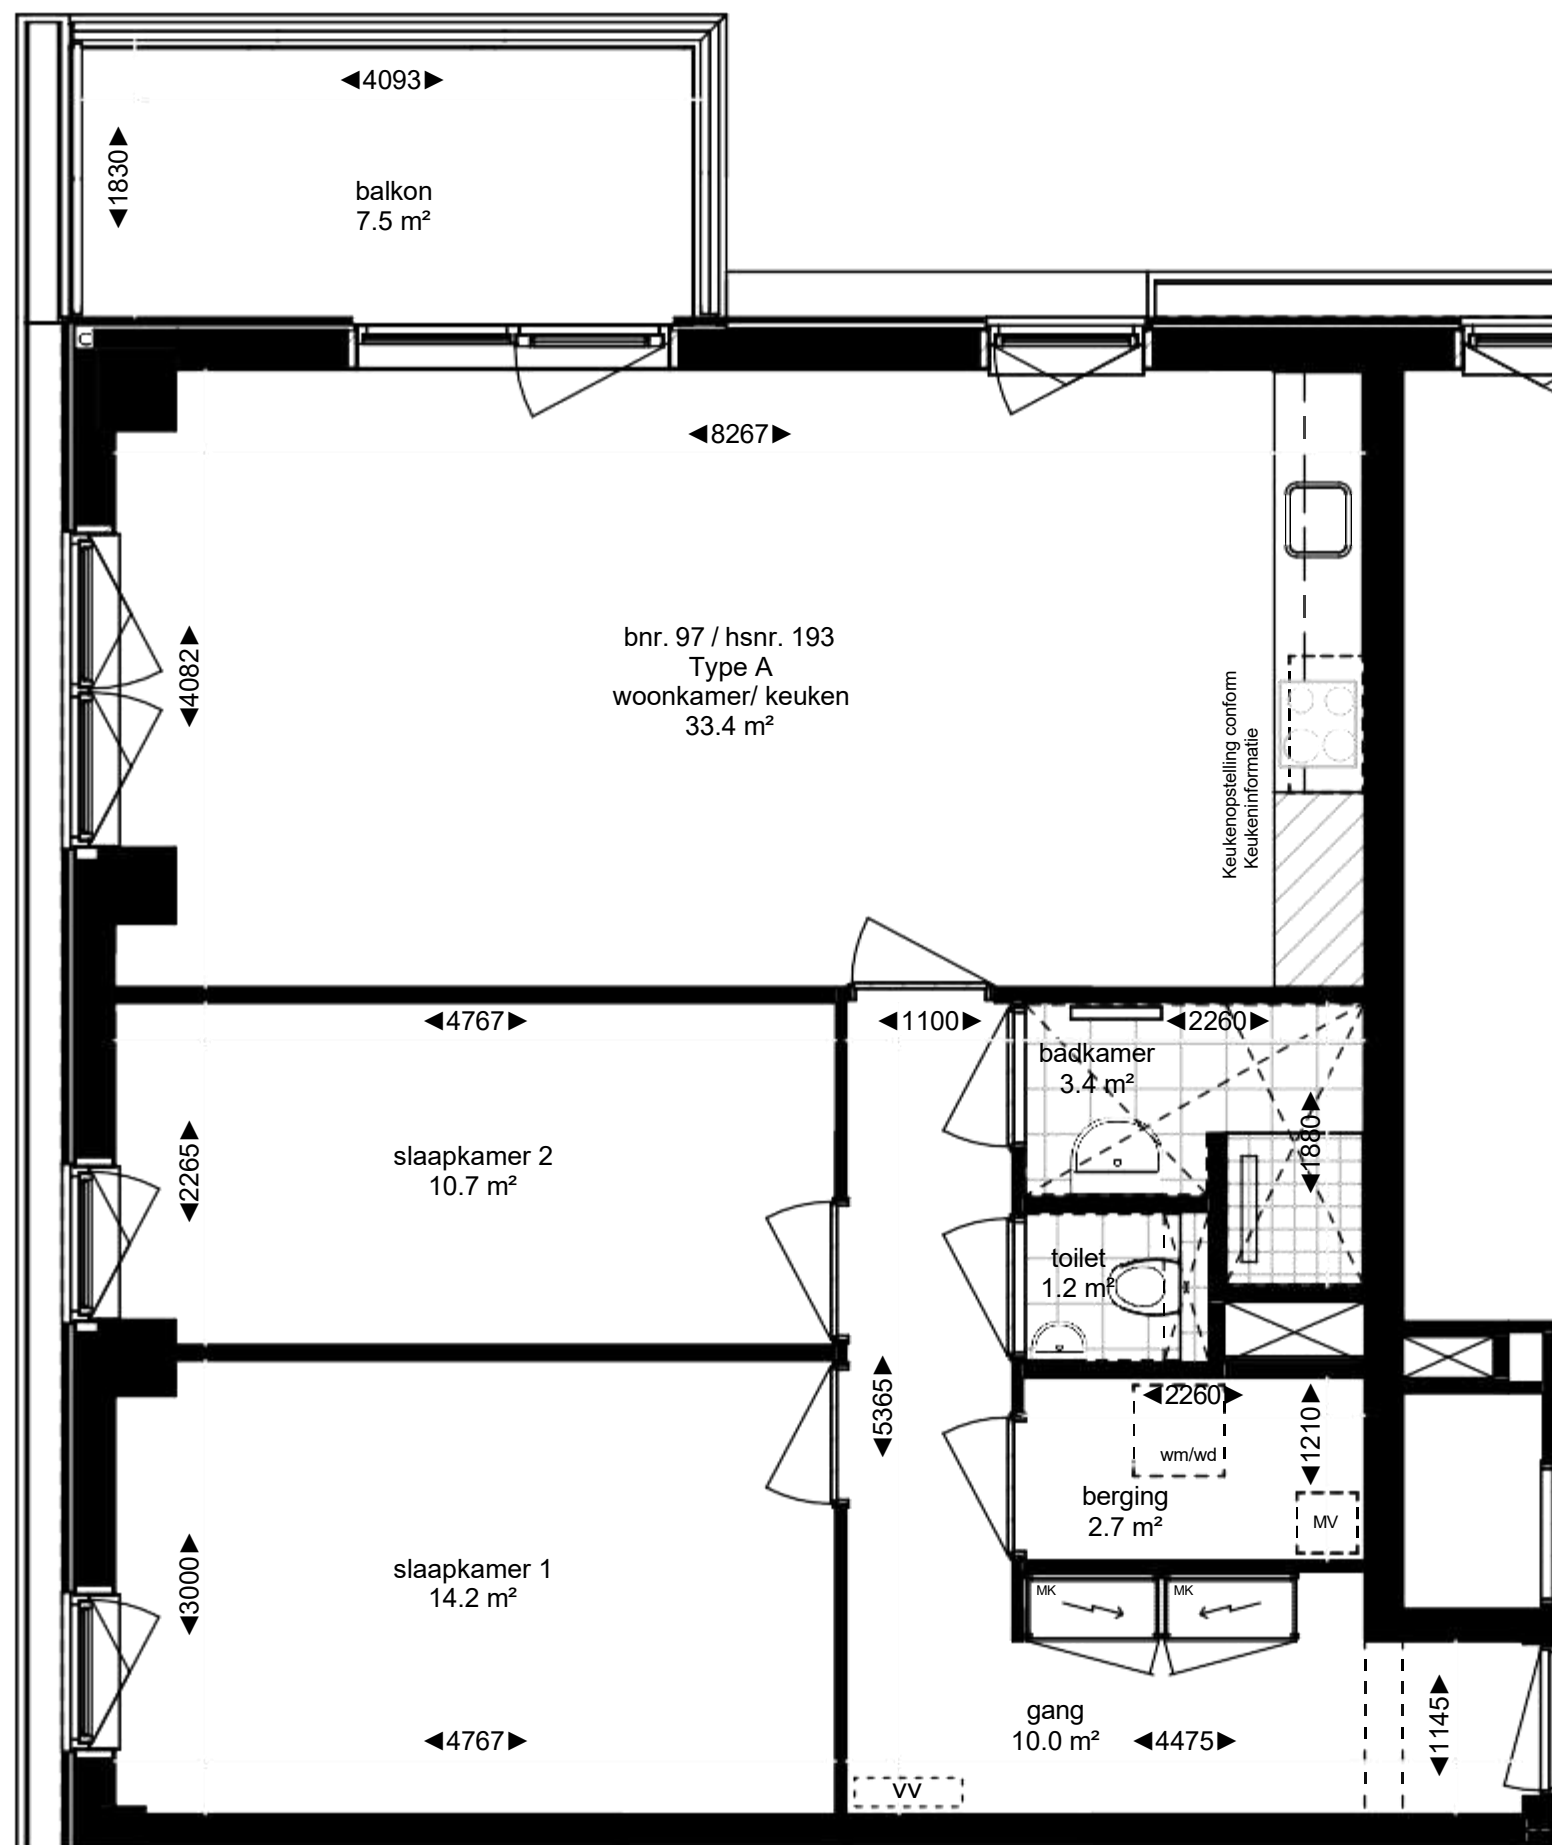 ◀4093▶
◀1830▶
balkon
7.5 m²
◀8267▶
◀4082▶
bnr. 97 / hsnr. 193
Type A
woonkamer/ keuken
33.4 m²
Keukenopstelling conform
Keukeninformatie
◀4767▶
◀1100▶
◀2260▶
badkamer
3.4 m²
◀1880▶
◀2265▶
slaapkamer 2
10.7 m²
toilet
1.2 m²
◀5365▶
◀2260▶
◀1210▶
wm/wd
berging
2.7 m²
MV
◀3000▶
slaapkamer 1
14.2 m²
MK
MK
gang
10.0 m²
◀4475▶
◀1145▶
◀4767▶
VV